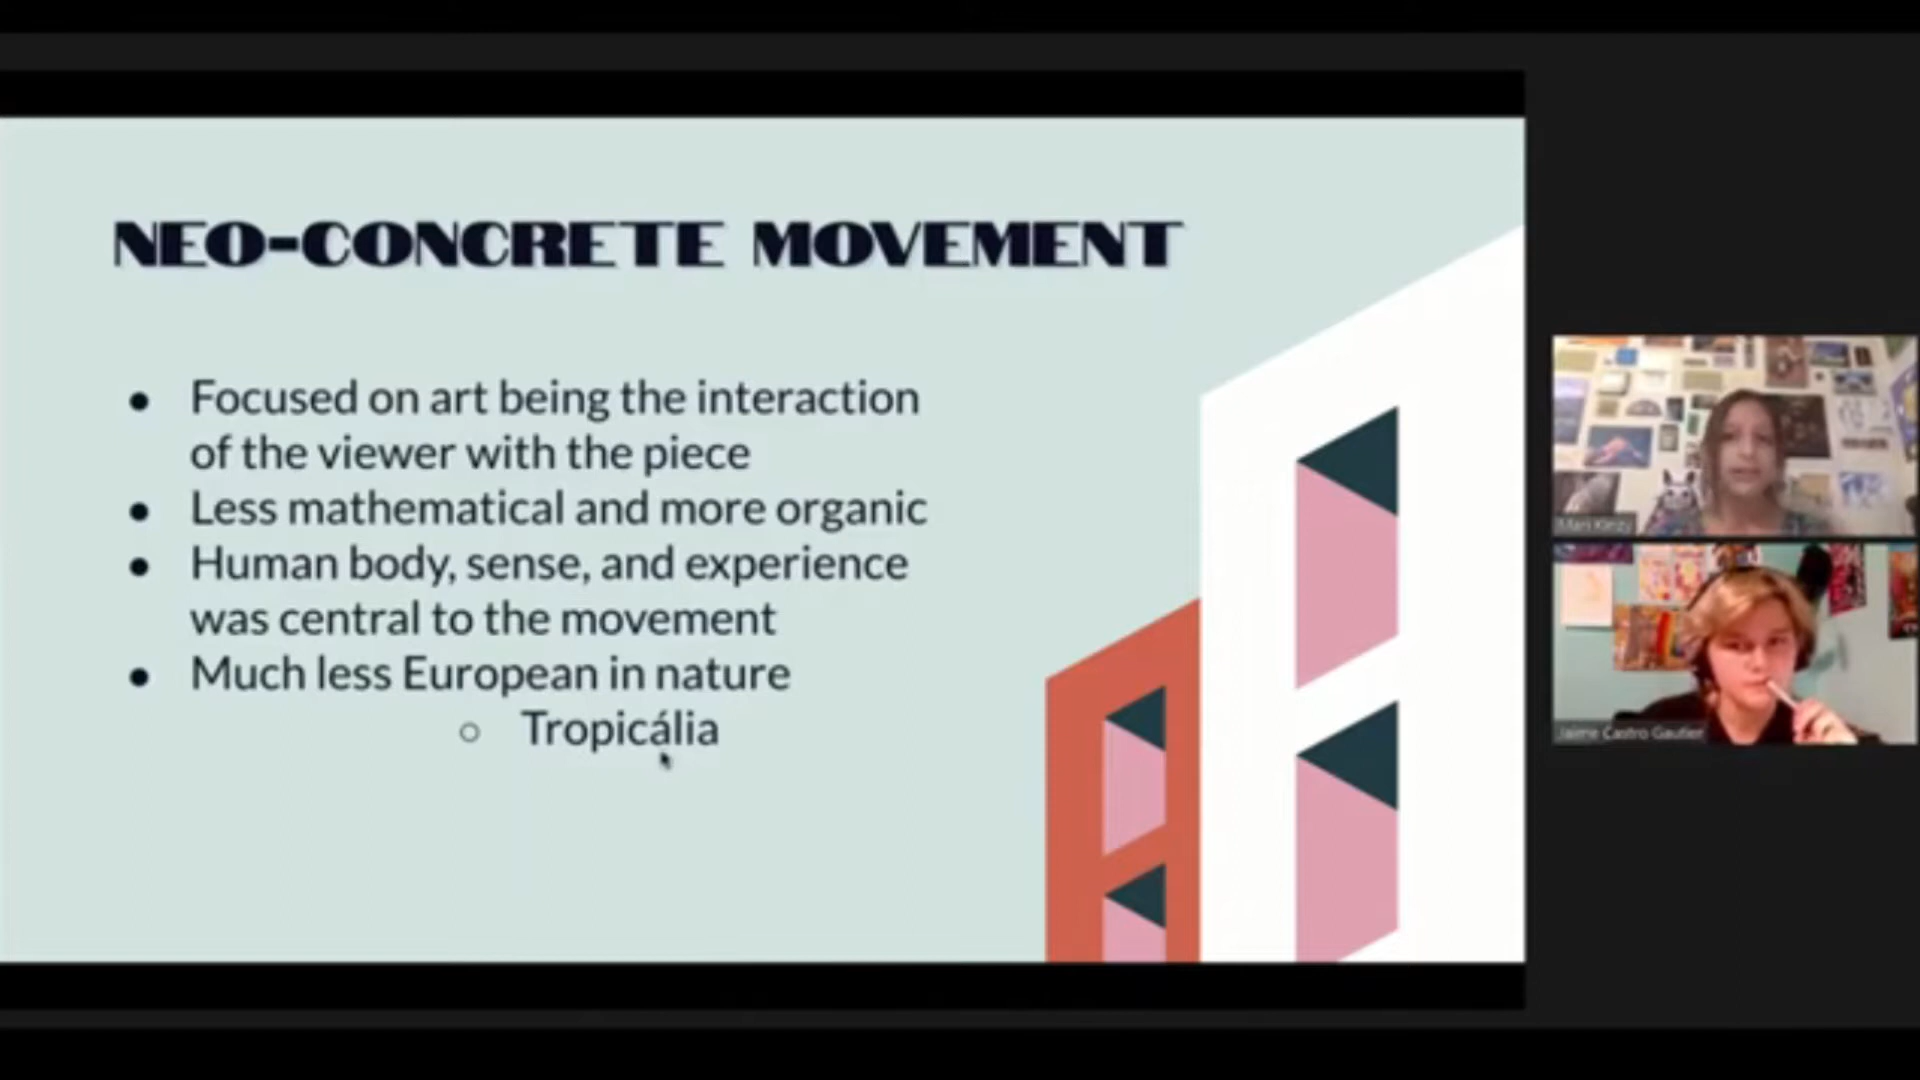 NEO-CONCRETE MOVEMENT
● Focused on art being the interaction
of the viewer with the piece
● Less mathematical and more organic
● Human body, sense, and experience
was central to the movement
● Much less European in nature
○ Tropicália
Mari Kinzy
Jaime Castro Gautier